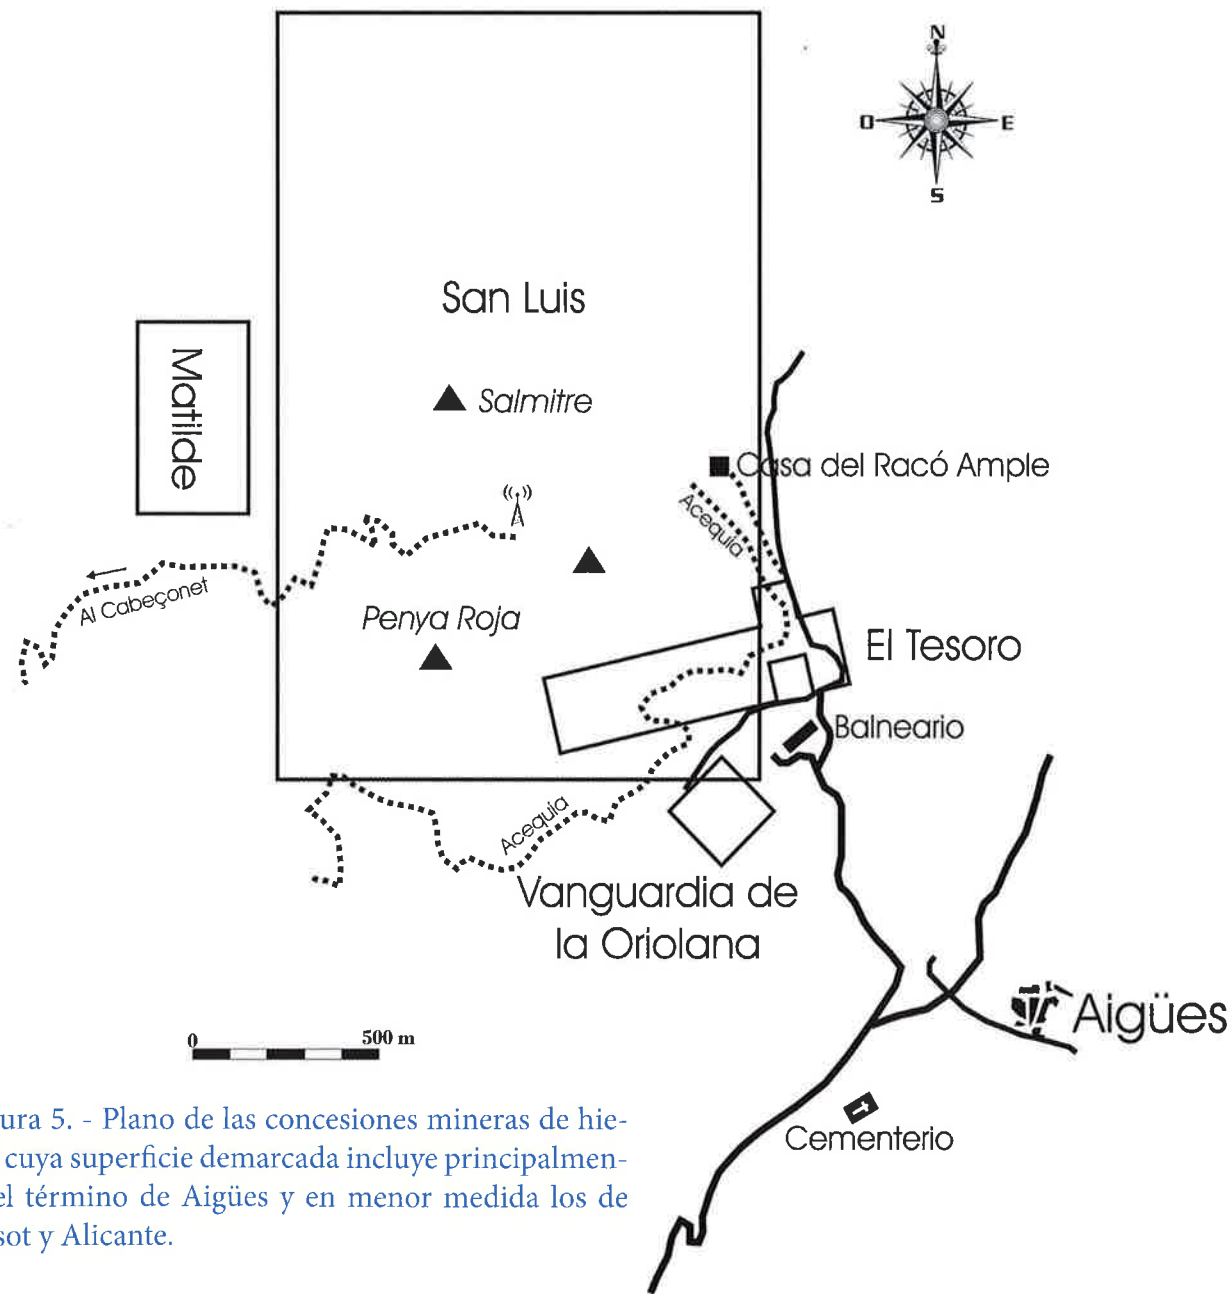 N
O
E
S
San Luis
Matilde
Salmitre
Casa del Racó Ample
Acequia
Al Cabeçonet
Penya Roja
El Tesoro
Balneario
Acequia
Vanguardia de
la Oriolana
Aigües
0 500 m
Cementerio
ura 5. - Plano de las concesiones mineras de hie-
cuya superficie demarcada incluye principalmen-
el término de Aigües y en menor medida los de
sot y Alicante.